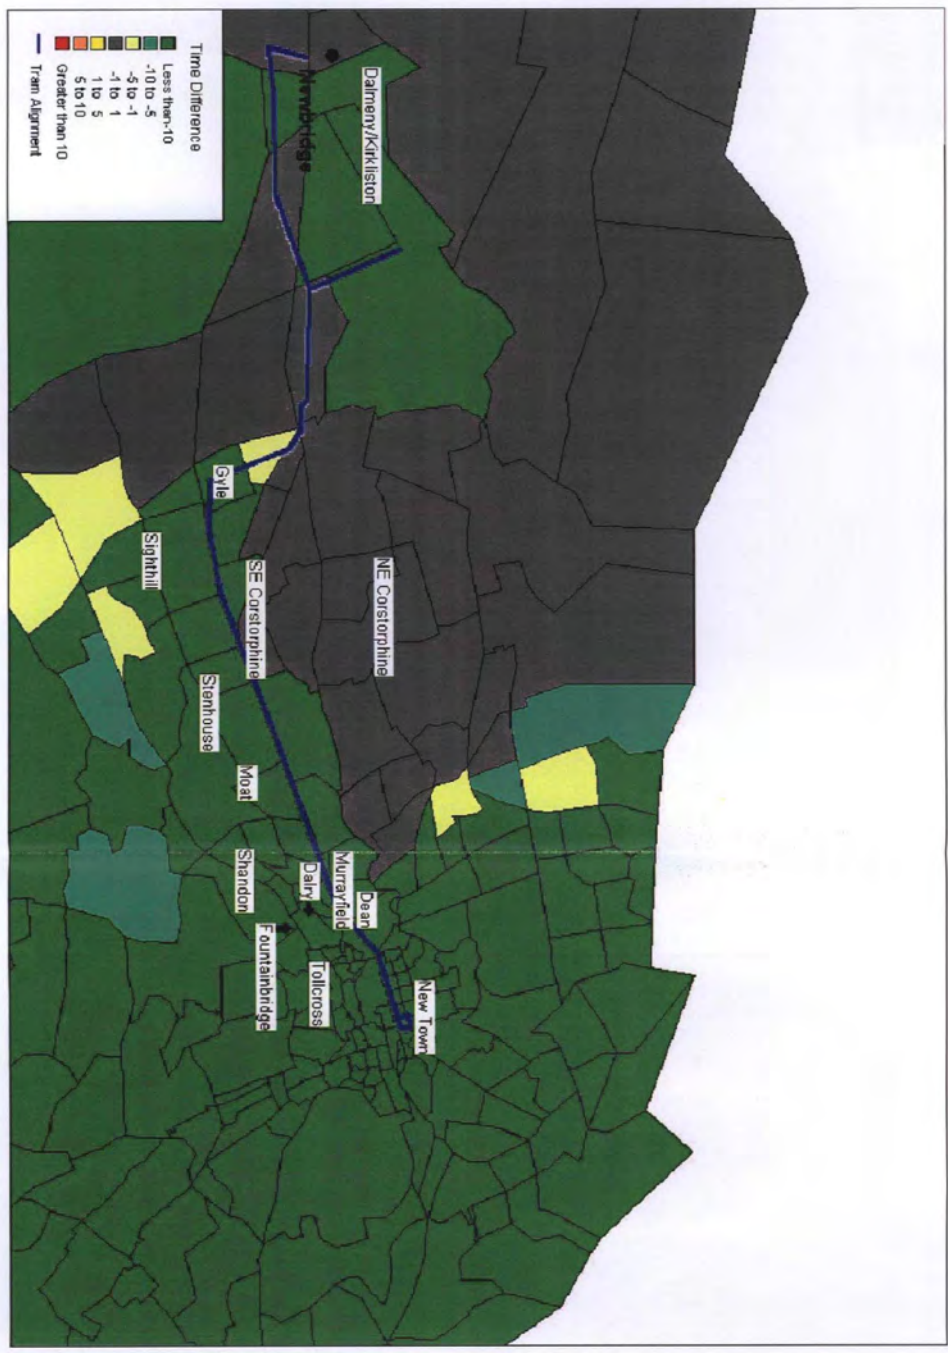 Time Difference
Less than-10
-10 to -5
-5 to -1
-1 to 1
1 to 5
5 to 10
Greater than 10
Tram Alignment
Newbridge
Dalmeny/Kirkliston
Gyle
Sighthill
SE Corstorphine
NE Corstorphine
Stenhouse
Moat
Shandon
Dalry
Murrayfield
Dean
Fountainbridge
Tollcross
New Town